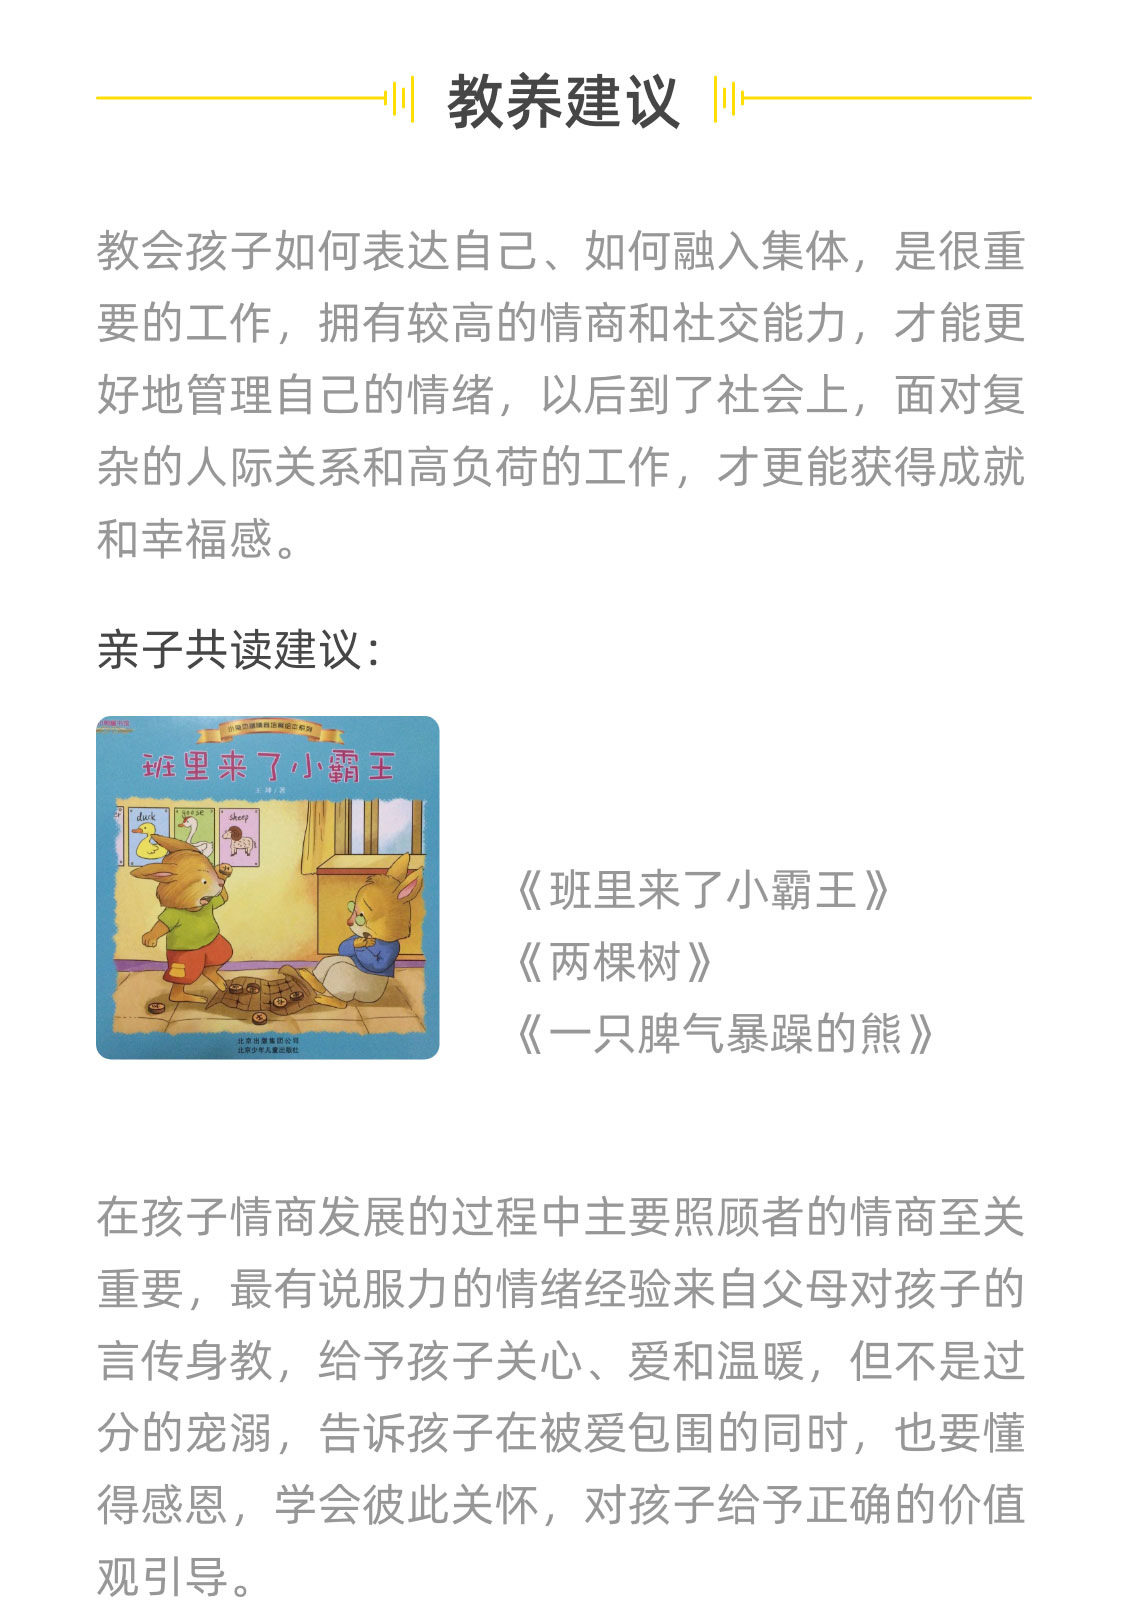 教养建议
教会孩子如何表达自己、如何融入集体，是很重
要的工作，拥有较高的情商和社交能力，才能更
好地管理自己的情绪，以后到了社会上，面对复
杂的人际关系和高负荷的工作，才更能获得成就
和幸福感。
亲子共读建议：
班里来了小霸王
duck
goose
sheep
北京出版集团公司
北京少年儿童出版社
《班里来了小霸王》
《两棵树》
《一只脾气暴躁的熊》
在孩子情商发展的过程中主要照顾者的情商至关
重要，最有说服力的情绪经验来自父母对孩子的
言传身教，给予孩子关心、爱和温暖，但不是过
分的宠溺，告诉孩子在被爱包围的同时，也要懂
得感恩，学会彼此关怀，对孩子给予正确的价值
观引导。